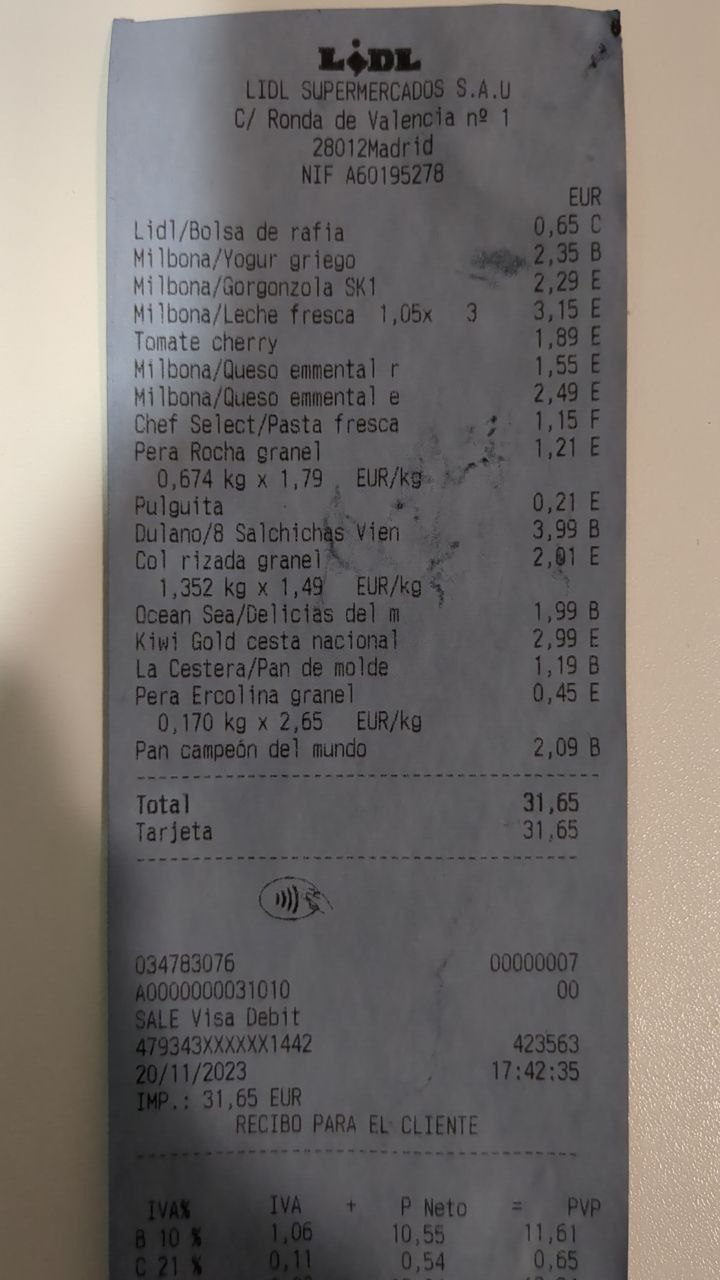 LIDL
LIDL SUPERMERCADOS S.A.U
C/ Ronda de Valencia nº 1
28012Madrid
NIF A60195278
EUR
Lidl/Bolsa de rafia 0,65 C
Milbona/Yogur griego 2,35 B
Milbona/Gorgonzola SK1 2,29 E
Milbona/Leche fresca 1,05x 3 3,15 E
Tomate cherry 1,89 E
Milbona/Queso emmental r 1,55 E
Milbona/Queso emmental e 2,49 E
Chef Select/Pasta fresca 1,15 F
Pera Rocha granel 1,21 E
0,674 kg x 1,79 EUR/kg
Pulguita 0,21 E
Dulano/8 Salchichas Vien 3,99 B
Col rizada granel 2,01 E
1,352 kg x 1,49 EUR/kg
Ocean Sea/Delicias del m 1,99 B
Kiwi Gold cesta nacional 2,99 E
La Cestera/Pan de molde 1,19 B
Pera Ercolina granel 0,45 E
0,170 kg x 2,65 EUR/kg
Pan campeón del mundo 2,09 B
Total 31,65
Tarjeta 31,65
034783076 00000007
A0000000031010 00
SALE Visa Debit
479343XXXXXX1442 423563
20/11/2023 17:42:35
IMP.: 31,65 EUR
RECIBO PARA EL CLIENTE
IVA% IVA + P Neto = PVP
B 10 % 1,06 10,55 11,61
C 21 % 0,11 0,54 0,65